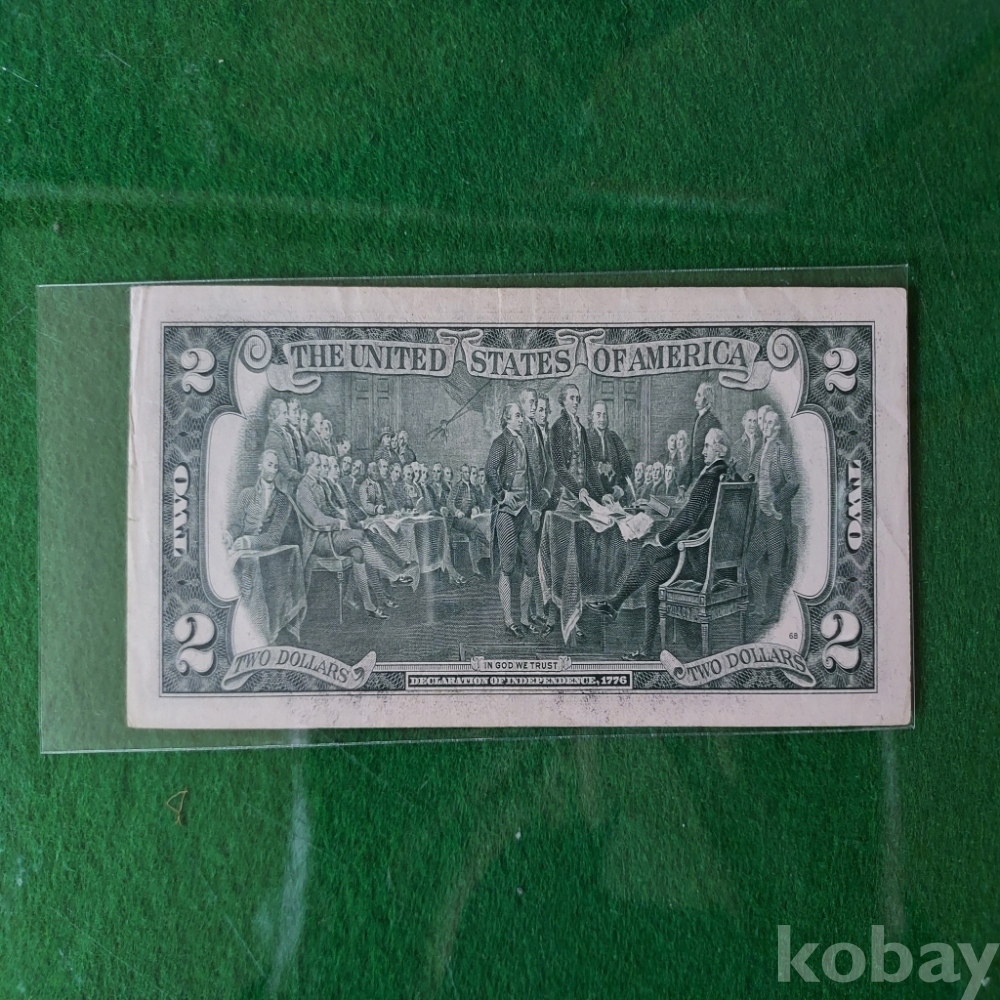 THE UNITED STATES OF AMERICA
2 2
TWO TWO
2 2
68
TWO DOLLARS TWO DOLLARS
IN GOD WE TRUST
DECLARATION OF INDEPENDENCE, 1776
kobay